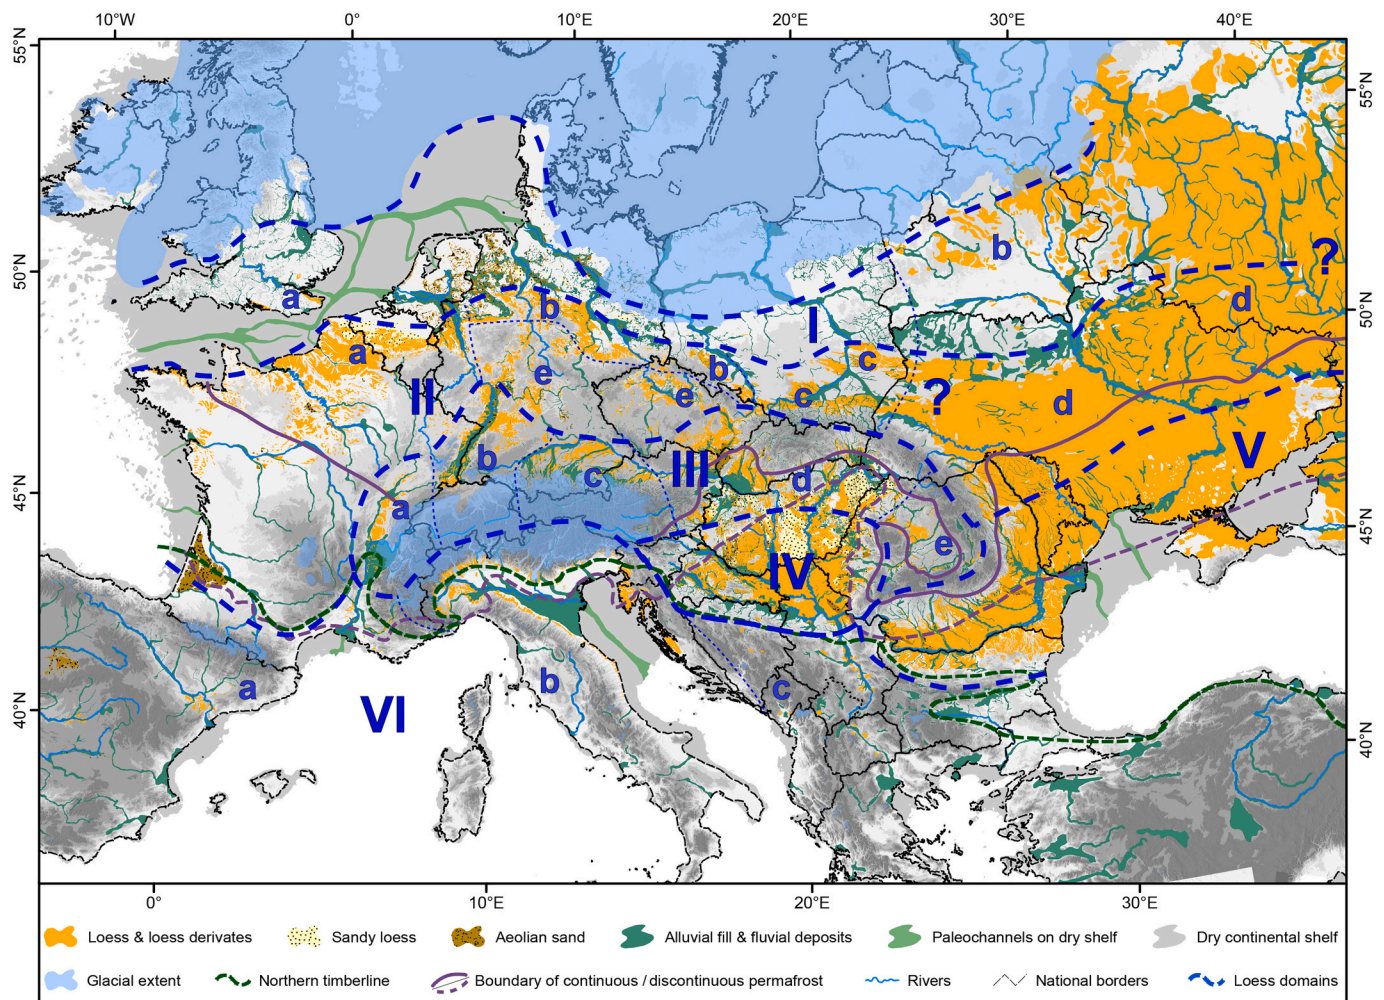 10°W 0° 10°E 20°E 30°E 40°E
55°N
55°N
I
b
?
50°N
a
d
50°N
b
a
I
c
b
e
II
e
c
?
d
V
b
III
c
d
45°N
a
45°N
e
IV
a
b
c
VI
40°N
40°N
0° 10°E 20°E 30°E
Loess & loess derivates Sandy loess Aeolian sand Alluvial fill & fluvial deposits Paleochannels on dry shelf Dry continental shelf
Glacial extent Northern timberline Boundary of continuous / discontinuous permafrost Rivers National borders Loess domains